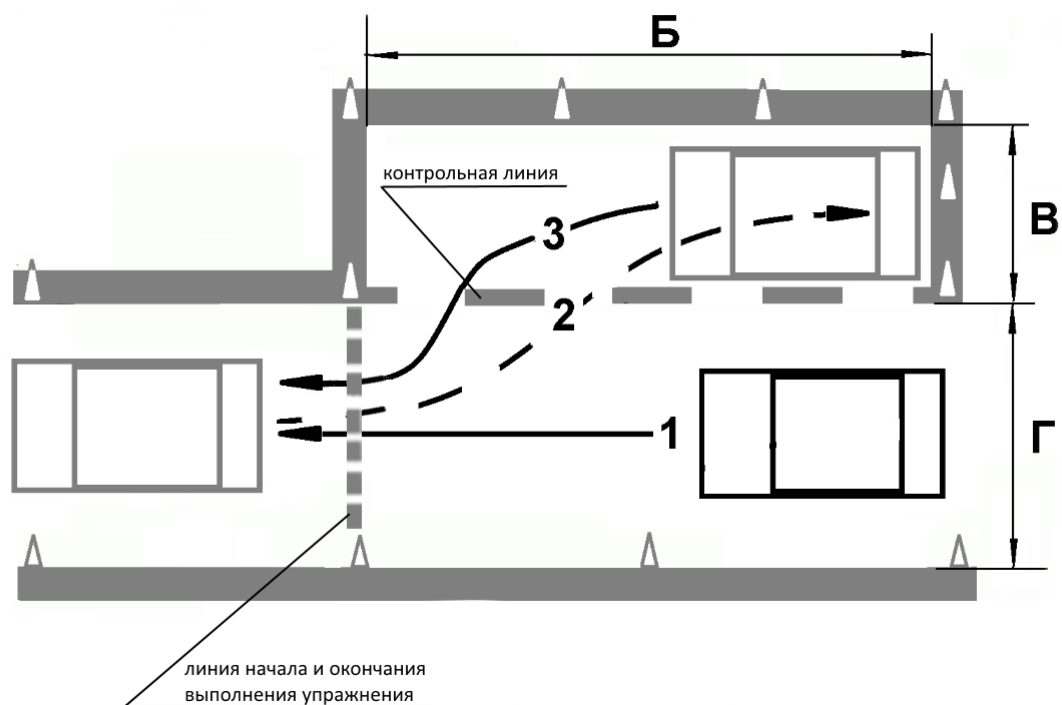 Б
контрольная линия
В
3
2
1
Г
линия начала и окончания
выполнения упражнения